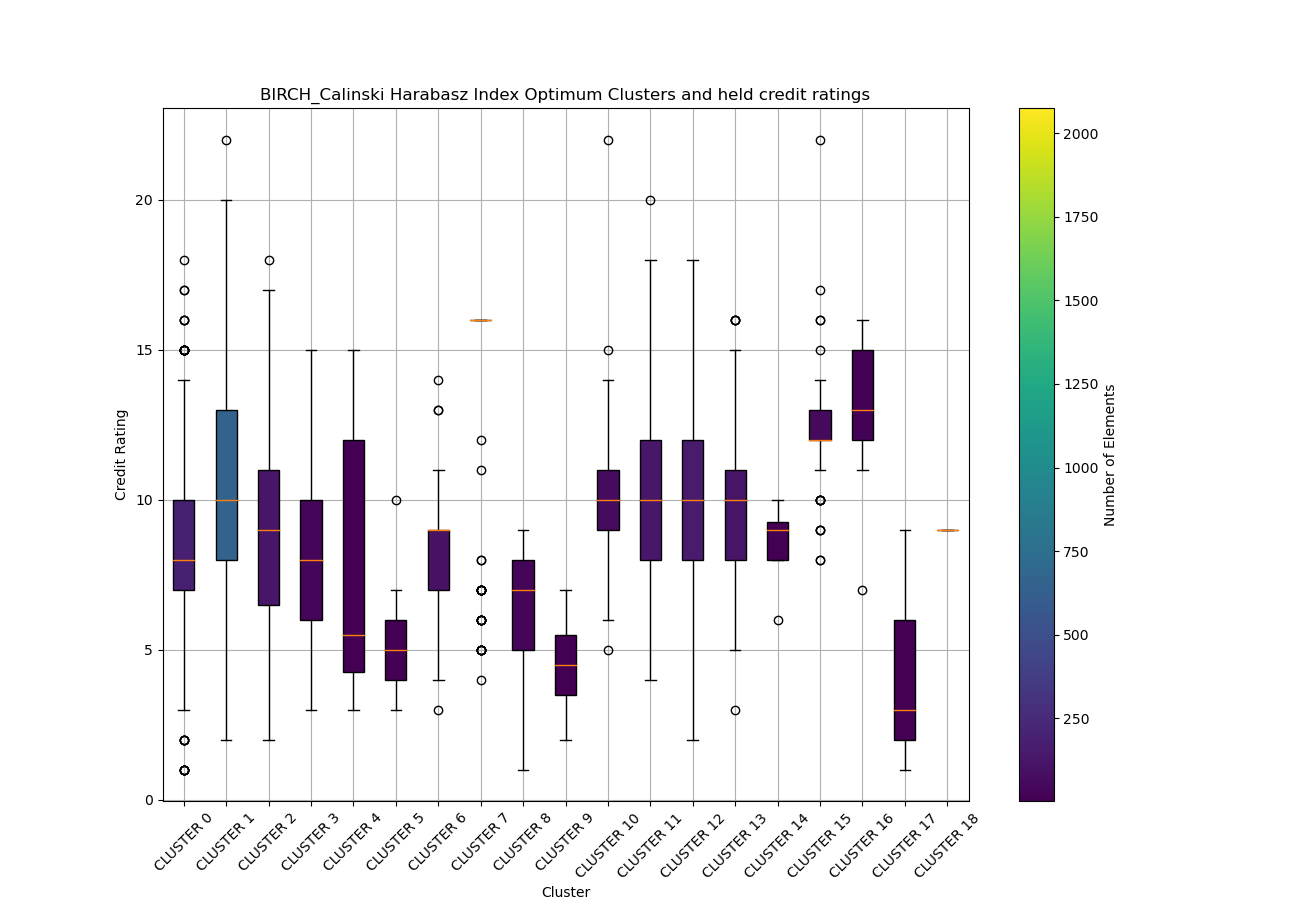 BIRCH_Calinski Harabasz Index Optimum Clusters and held credit ratings
Credit Rating
20
15
10
5
0
CLUSTER 0
CLUSTER 1
CLUSTER 2
CLUSTER 3
CLUSTER 4
CLUSTER 5
CLUSTER 6
CLUSTER 7
CLUSTER 8
CLUSTER 9
CLUSTER 10
CLUSTER 11
CLUSTER 12
CLUSTER 13
CLUSTER 14
CLUSTER 15
CLUSTER 16
CLUSTER 17
CLUSTER 18
Cluster
2000
1750
1500
1250
1000
750
500
250
Number of Elements